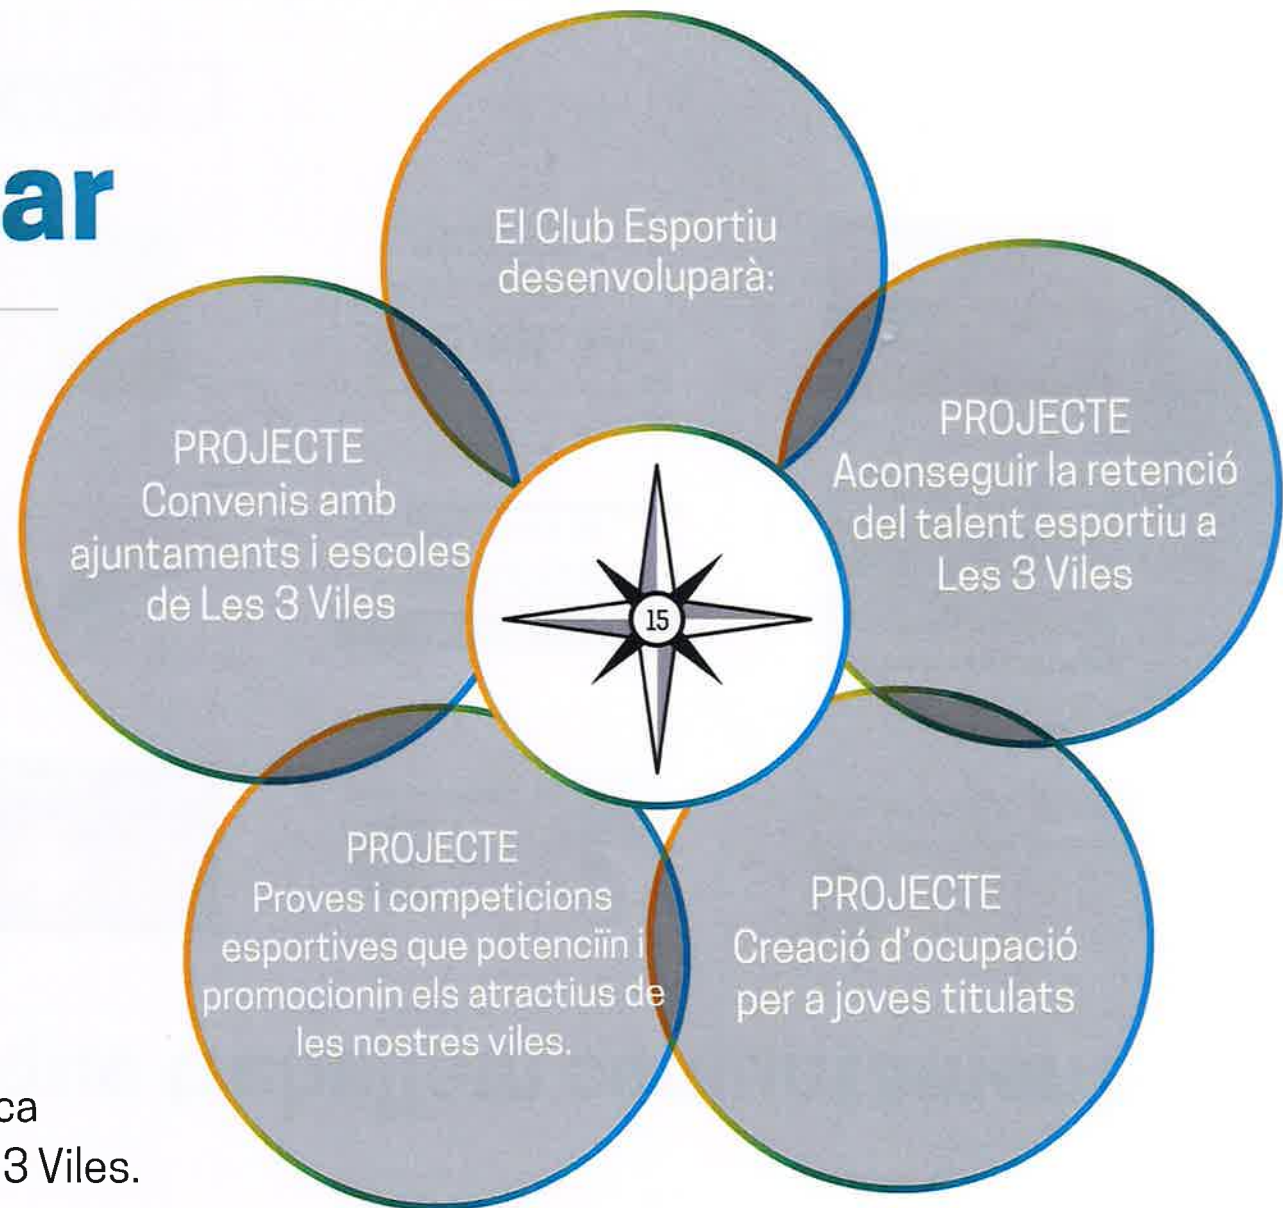 ar
El Club Esportiu
desenvoluparà:
PROJECTE
Convenis amb
ajuntaments i escoles
de Les 3 Viles
PROJECTE
Aconseguir la retenció
del talent esportiu a
Les 3 Viles
15
PROJECTE
Proves i competicions
esportives que potenciïn i
promocionin els atractius de
les nostres viles.
PROJECTE
Creació d'ocupació
per a joves titulats
ca
3 Viles.